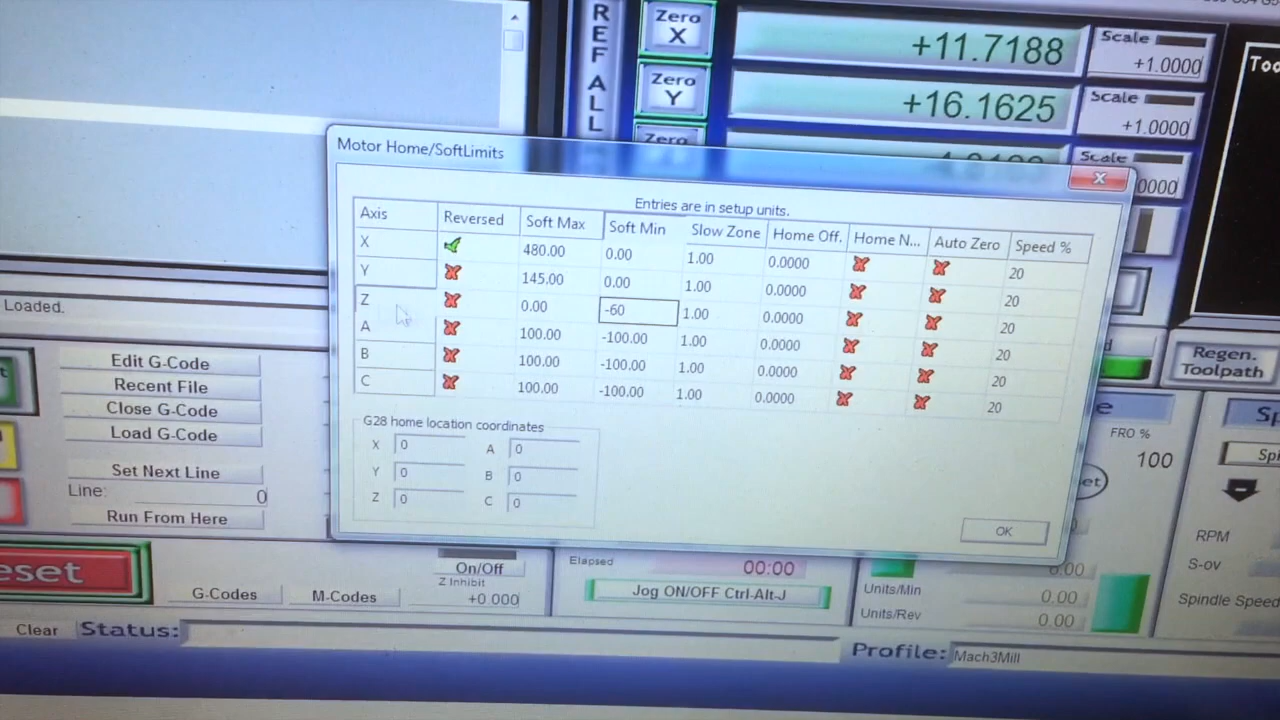 REF ALL
Zero
X
+11.7188
Scale
+1.0000
Zero
Y
+16.1625
Scale
+1.0000
Zero
Scale
0000
Motor Home/SoftLimits
Entries are in setup units.
Axis Reversed Soft Max Soft Min Slow Zone Home Off. Home N... Auto Zero Speed %
X 480.00 0.00 1.00 0.0000 20
Y 145.00 0.00 1.00 0.0000 20
Z 0.00 -60 1.00 0.0000 20
A 100.00 -100.00 1.00 0.0000 20
B 100.00 -100.00 1.00 0.0000 20
C 100.00 -100.00 1.00 0.0000 20
G28 home location coordinates
X 0 A 0
Y 0 B 0
Z 0 C 0
OK
Loaded.
Edit G-Code
Recent File
Close G-Code
Load G-Code
Set Next Line
Line: 0
Run From Here
Regen.
Toolpath
FRO %
100
RPM
S-ov
Spindle Speed
eset
G-Codes
M-Codes
On/Off
Z Inhibit
+0.000
Elapsed
00:00
Jog ON/OFF Ctrl-Alt-J
Units/Min
0.00
Units/Rev
0.00
Clear
Status:
Profile:
Mach3Mill